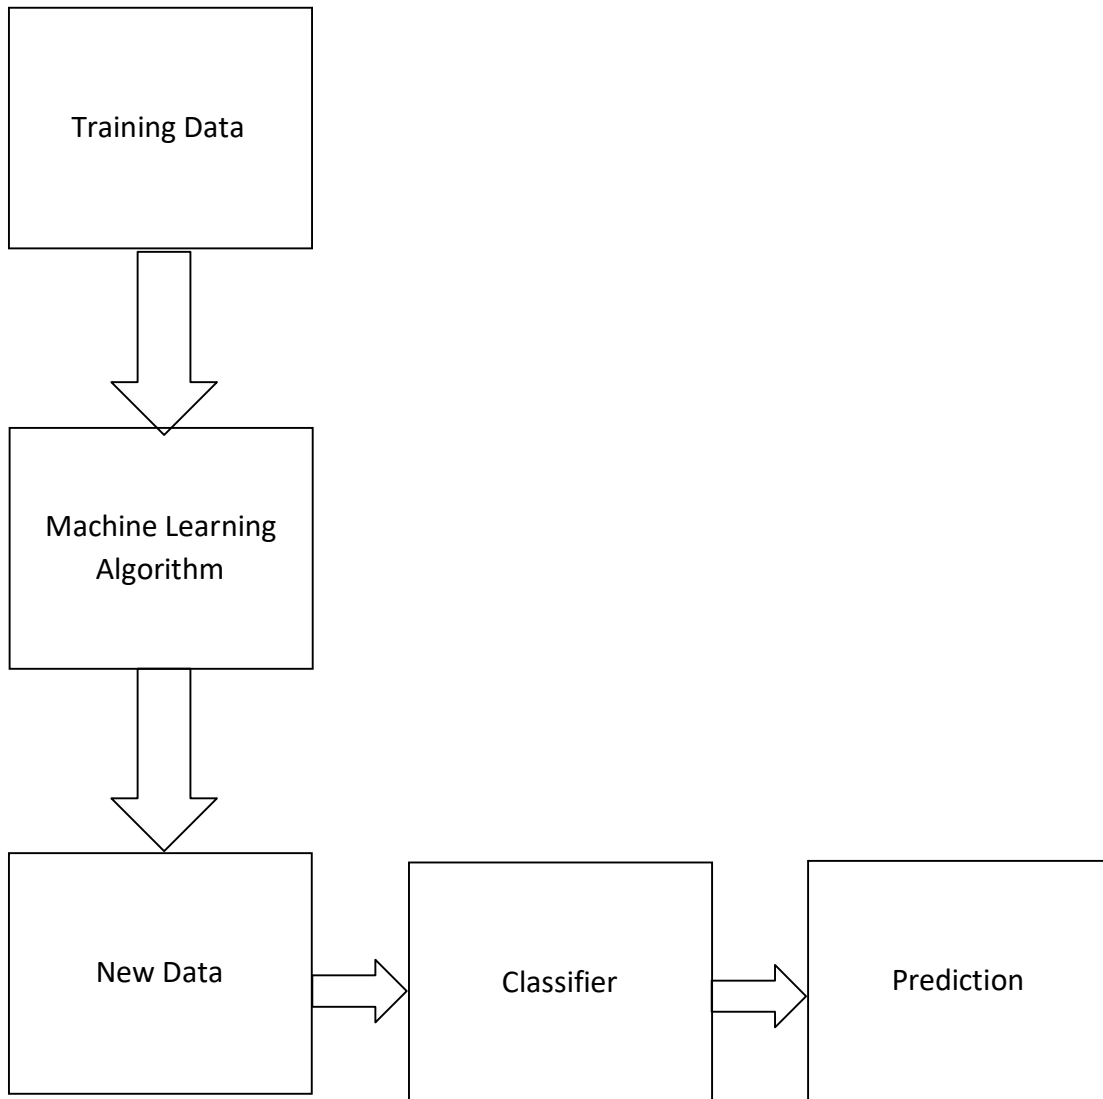 Training Data
Machine Learning
Algorithm
New Data
Classifier
Prediction